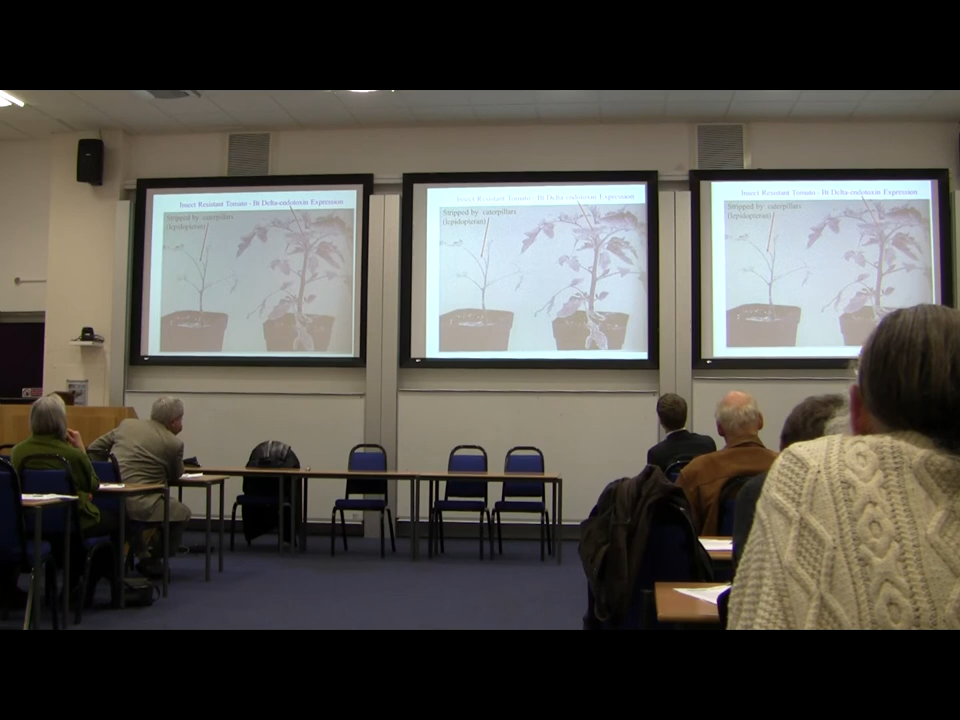 Insect Resistant Tomato - Bt Delta-endotoxin Expression
Stripped by caterpillars
(lepidopteran)
Insect Resistant Tomato - Bt Delta-endotoxin Expression
Stripped by caterpillars
(lepidopteran)
Insect Resistant Tomato - Bt Delta-endotoxin Expression
Stripped by caterpillars
(lepidopteran)